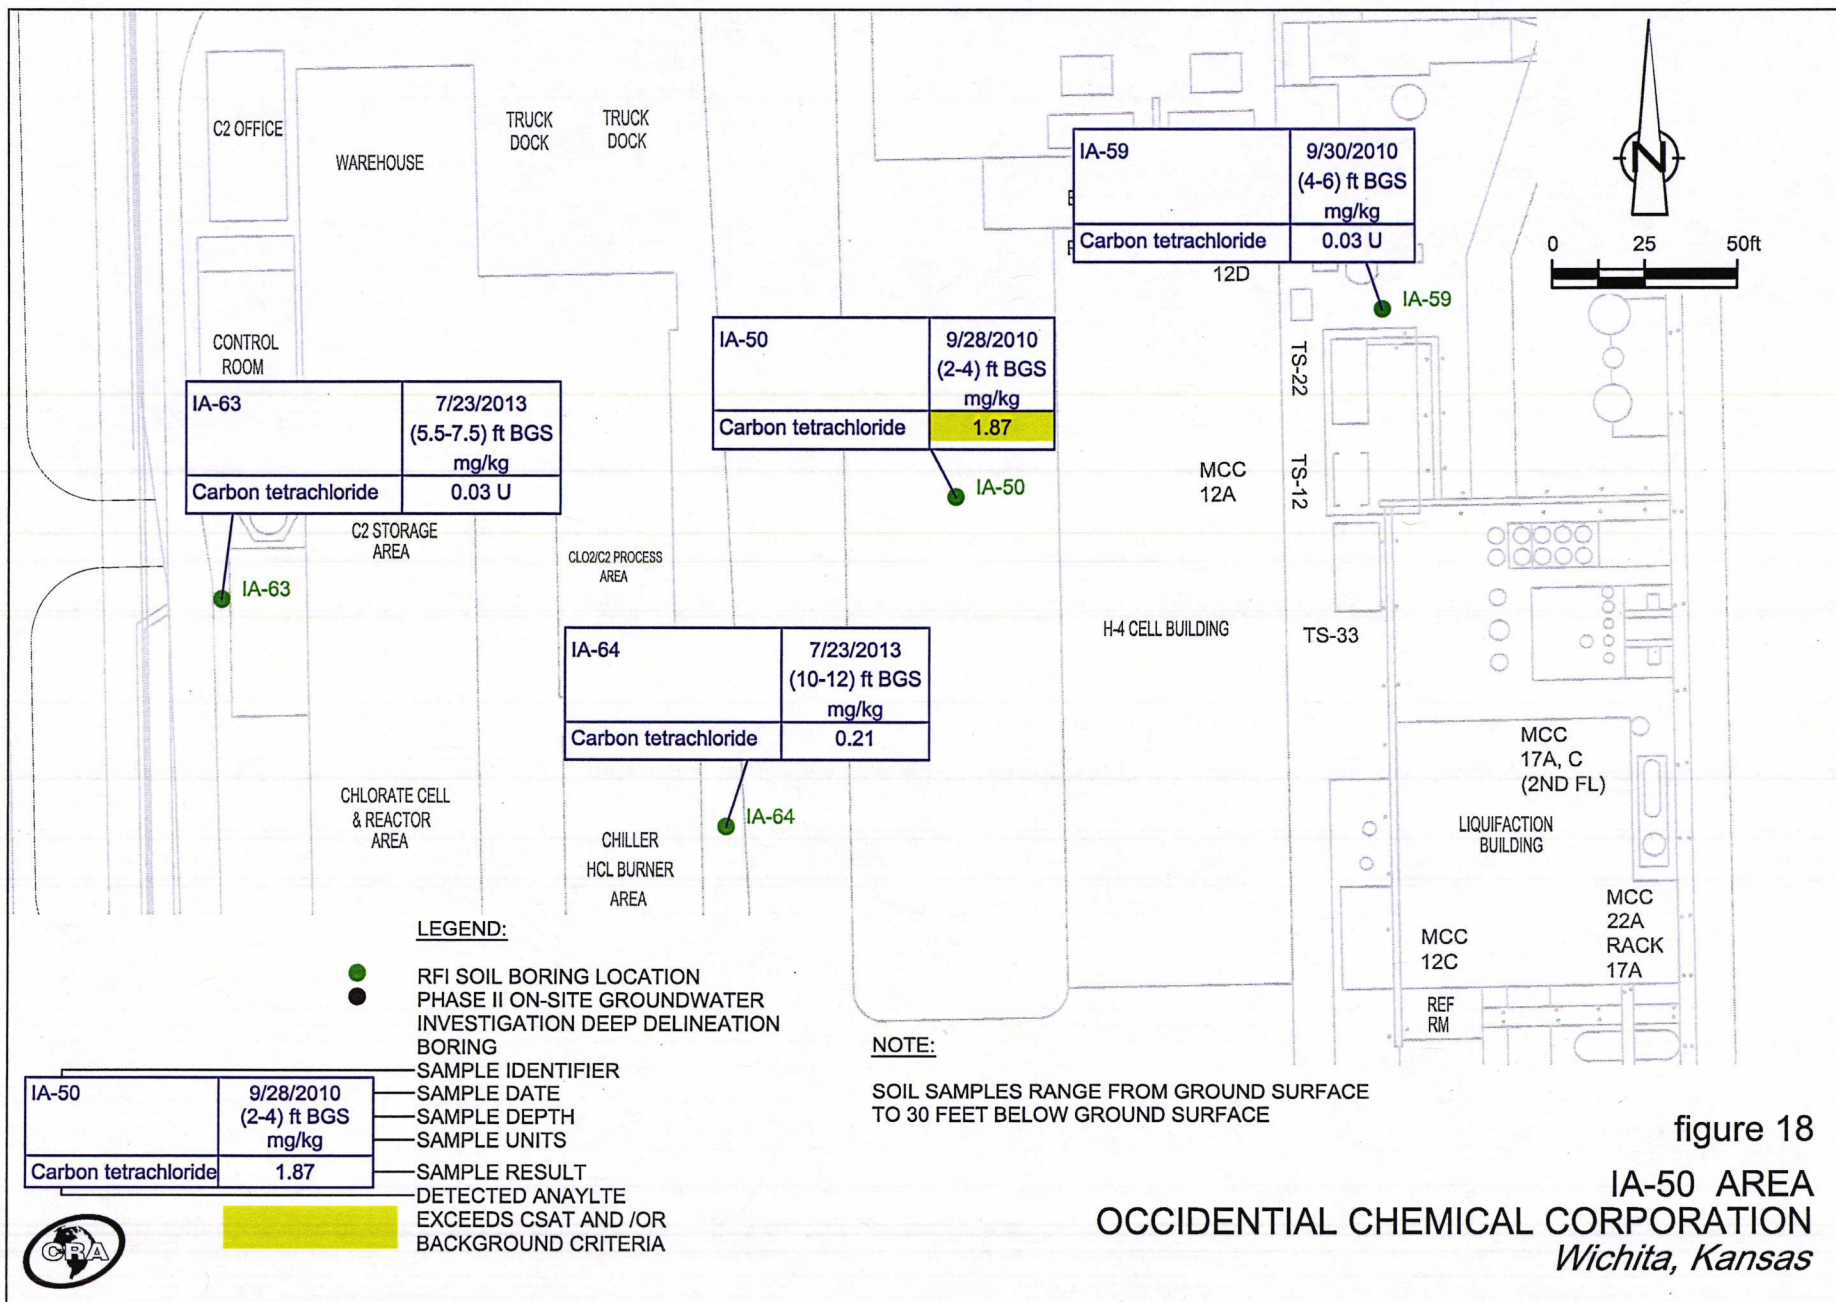 C2 OFFICE
WAREHOUSE
TRUCK
DOCK
TRUCK
DOCK
IA-59
9/30/2010
(4-6) ft BGS
mg/kg
Carbon tetrachloride
0.03 U
12D
IA-59
N
0 25 50ft
CONTROL
ROOM
IA-63
7/23/2013
(5.5-7.5) ft BGS
mg/kg
Carbon tetrachloride
0.03 U
IA-63
IA-50
9/28/2010
(2-4) ft BGS
mg/kg
Carbon tetrachloride
1.87
IA-50
TS-22
MCC
12A
TS-12
C2 STORAGE
AREA
CLO2/C2 PROCESS
AREA
IA-64
7/23/2013
(10-12) ft BGS
mg/kg
Carbon tetrachloride
0.21
IA-64
H-4 CELL BUILDING
TS-33
MCC
17A, C
(2ND FL)
LIQUIFACTION
BUILDING
CHLORATE CELL
& REACTOR
AREA
CHILLER
HCL BURNER
AREA
MCC
22A
RACK
17A
MCC
12C
REF
RM
LEGEND:
RFI SOIL BORING LOCATION
PHASE II ON-SITE GROUNDWATER
INVESTIGATION DEEP DELINEATION
BORING
IA-50
9/28/2010
(2-4) ft BGS
mg/kg
Carbon tetrachloride
1.87
SAMPLE IDENTIFIER
SAMPLE DATE
SAMPLE DEPTH
SAMPLE UNITS
SAMPLE RESULT
DETECTED ANAYLTE
EXCEEDS CSAT AND /OR
BACKGROUND CRITERIA
NOTE:
SOIL SAMPLES RANGE FROM GROUND SURFACE
TO 30 FEET BELOW GROUND SURFACE
CRA
figure 18
IA-50 AREA
OCCIDENTIAL CHEMICAL CORPORATION
Wichita, Kansas